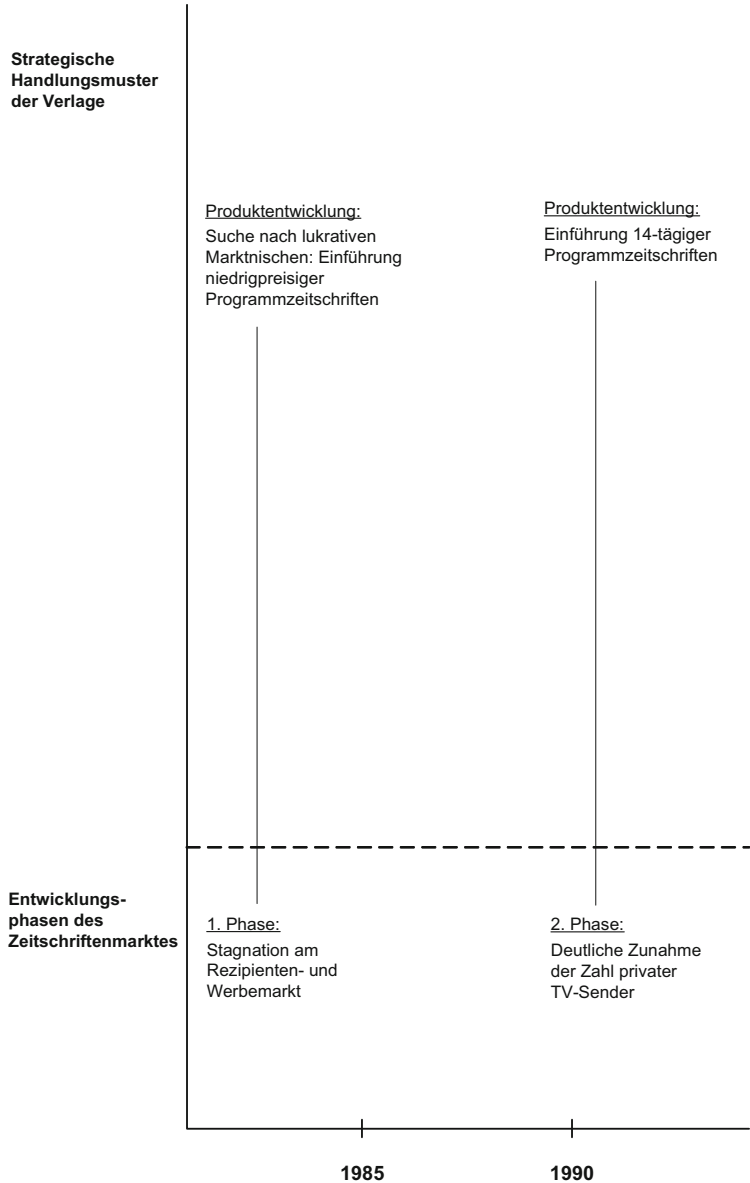 Strategische
Handlungsmuster
der Verlage
Produktentwicklung:
Suche nach lukrativen
Marktnischen: Einführung
niedrigpreisiger
Programmzeitschriften
Produktentwicklung:
Einführung 14-tägiger
Programmzeitschriften
Entwicklungs-
phasen des
Zeitschriftenmarktes
1. Phase:
Stagnation am
Rezipienten- und
Werbemarkt
2. Phase:
Deutliche Zunahme
der Zahl privater
TV-Sender
1985
1990